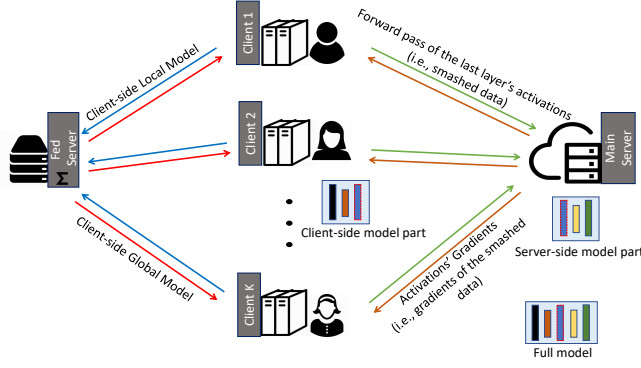 Client 1
Forward pass of the last layer's activations
(i.e., smashed data)
Client-side Local Model
Fed
Server
Σ
Client 2
Main
Server
Client-side model part
Server-side model part
Client-side Global Model
Activations' Gradients
(i.e., gradients of the smashed
data)
Client K
Full model